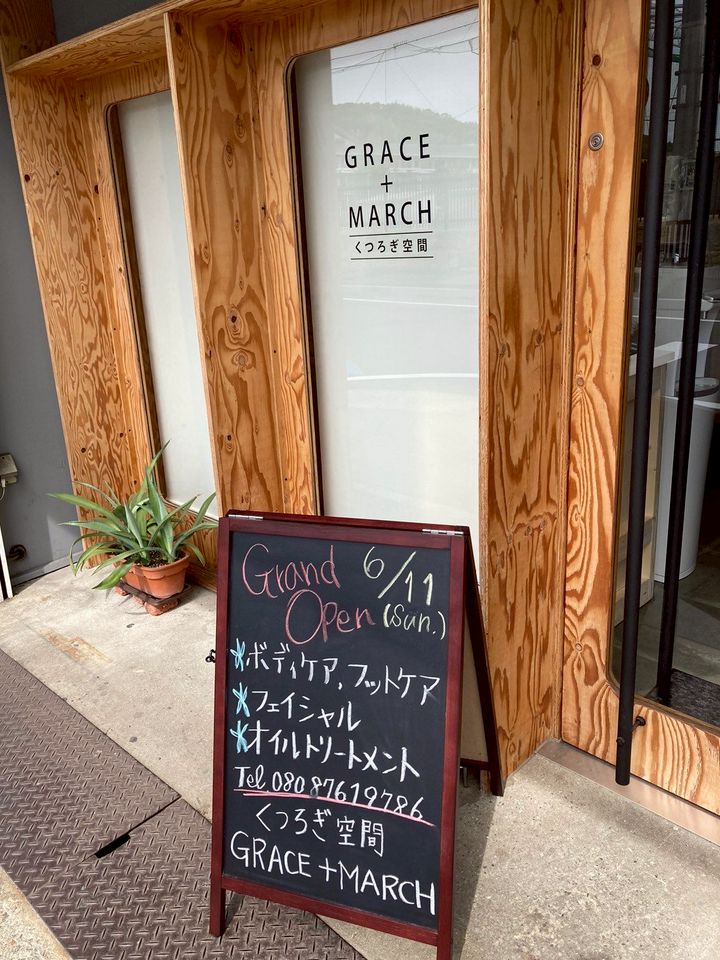 GRACE
+
MARCH
くつろぎ空間
Grand 6/11
Open (Sun.)
*ボディケア, フットケア
*フェイシャル
*オイルトリートメント
Tel. 080 87619786
くつろぎ空間
GRACE +MARCH